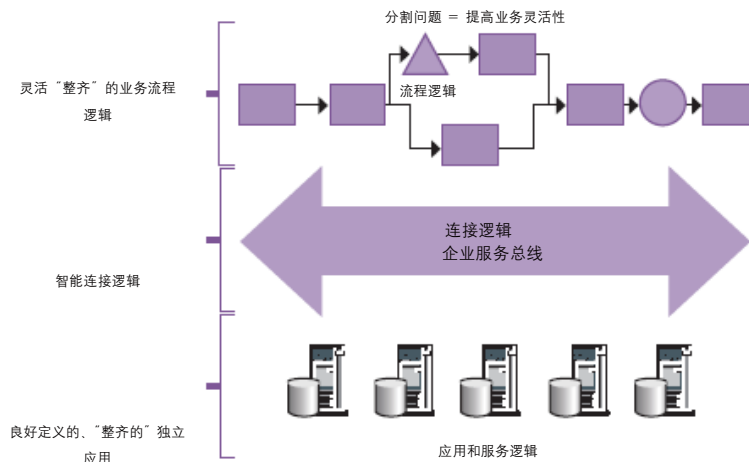 分割问题 = 提高业务灵活性
灵活“整齐”的业务流程
逻辑
流程逻辑
连接逻辑
企业服务总线
智能连接逻辑
良好定义的、“整齐的”独立
应用
应用和服务逻辑